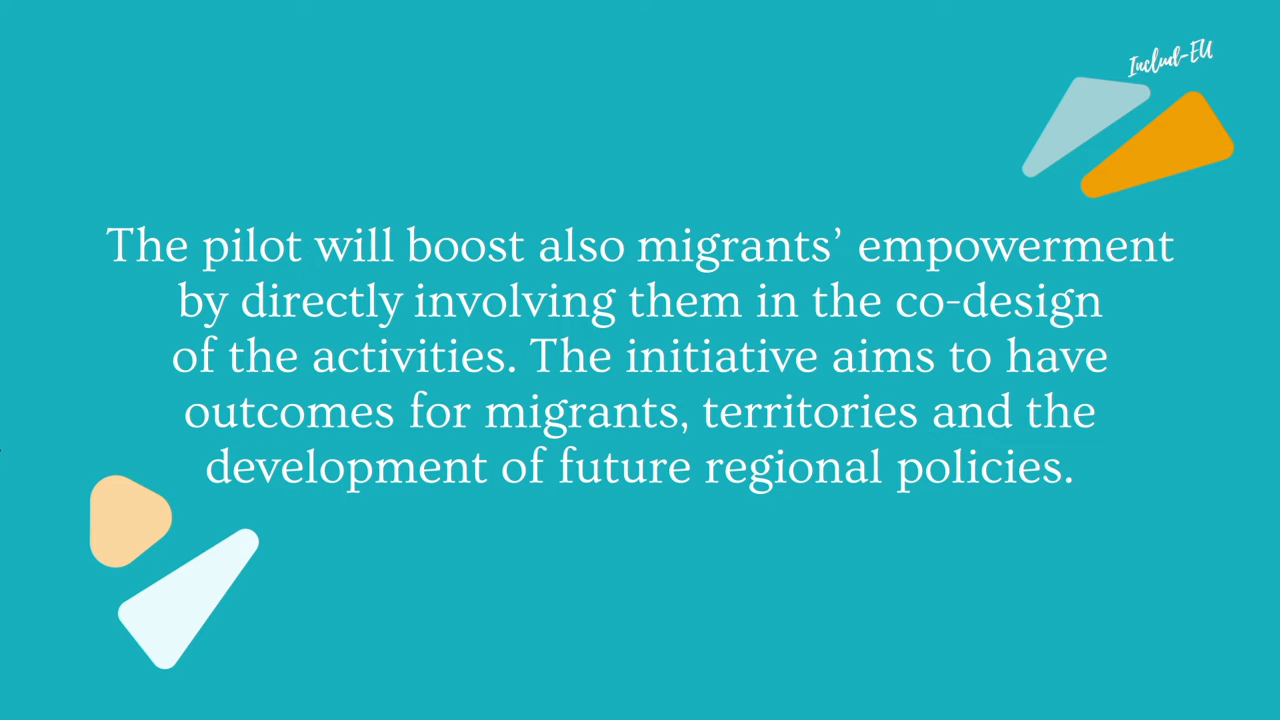 Includ-EU
The pilot will boost also migrants’ empowerment
by directly involving them in the co-design
of the activities. The initiative aims to have
outcomes for migrants, territories and the
development of future regional policies.